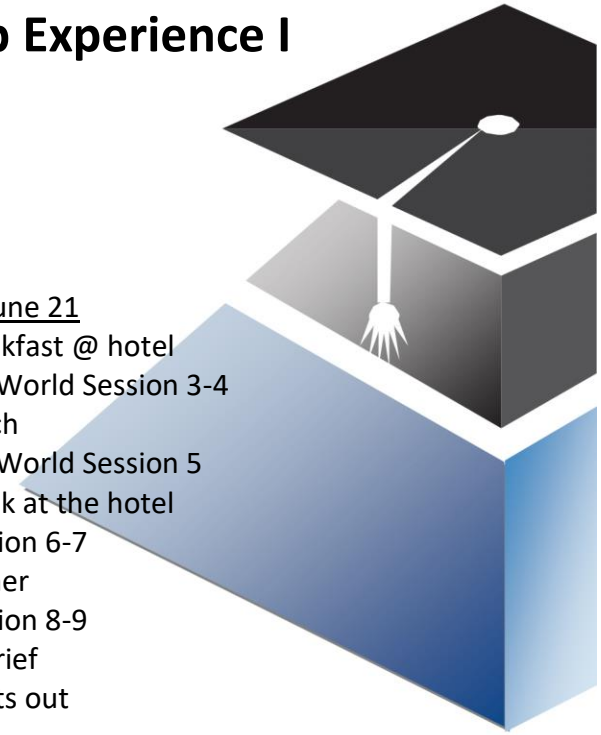 Experience I
une 21
kfast @ hotel
World Session 3-4
ch
World Session 5
k at the hotel
ion 6-7
er
ion 8-9
rief
ts out